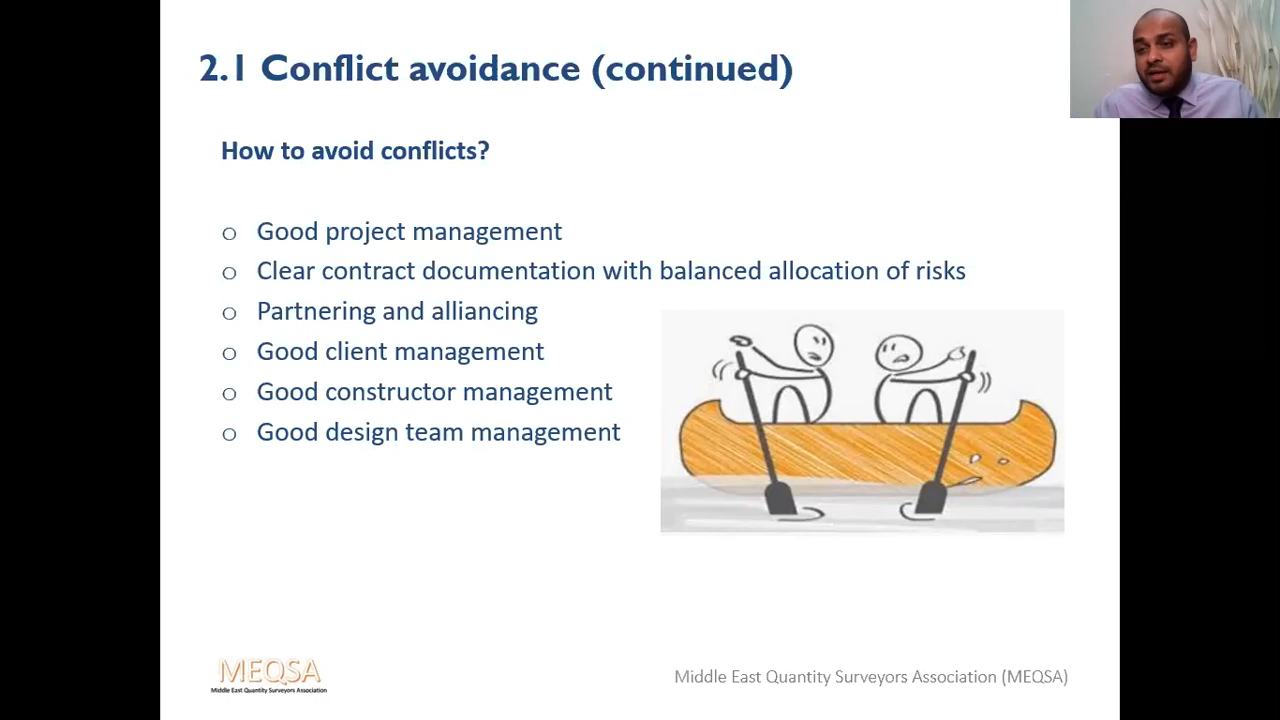 2.1 Conflict avoidance (continued)
How to avoid conflicts?
o Good project management
o Clear contract documentation with balanced allocation of risks
o Partnering and alliancing
o Good client management
o Good constructor management
o Good design team management
MEQSA
Middle East Quantity Surveyors Association
Middle East Quantity Surveyors Association (MEQSA)